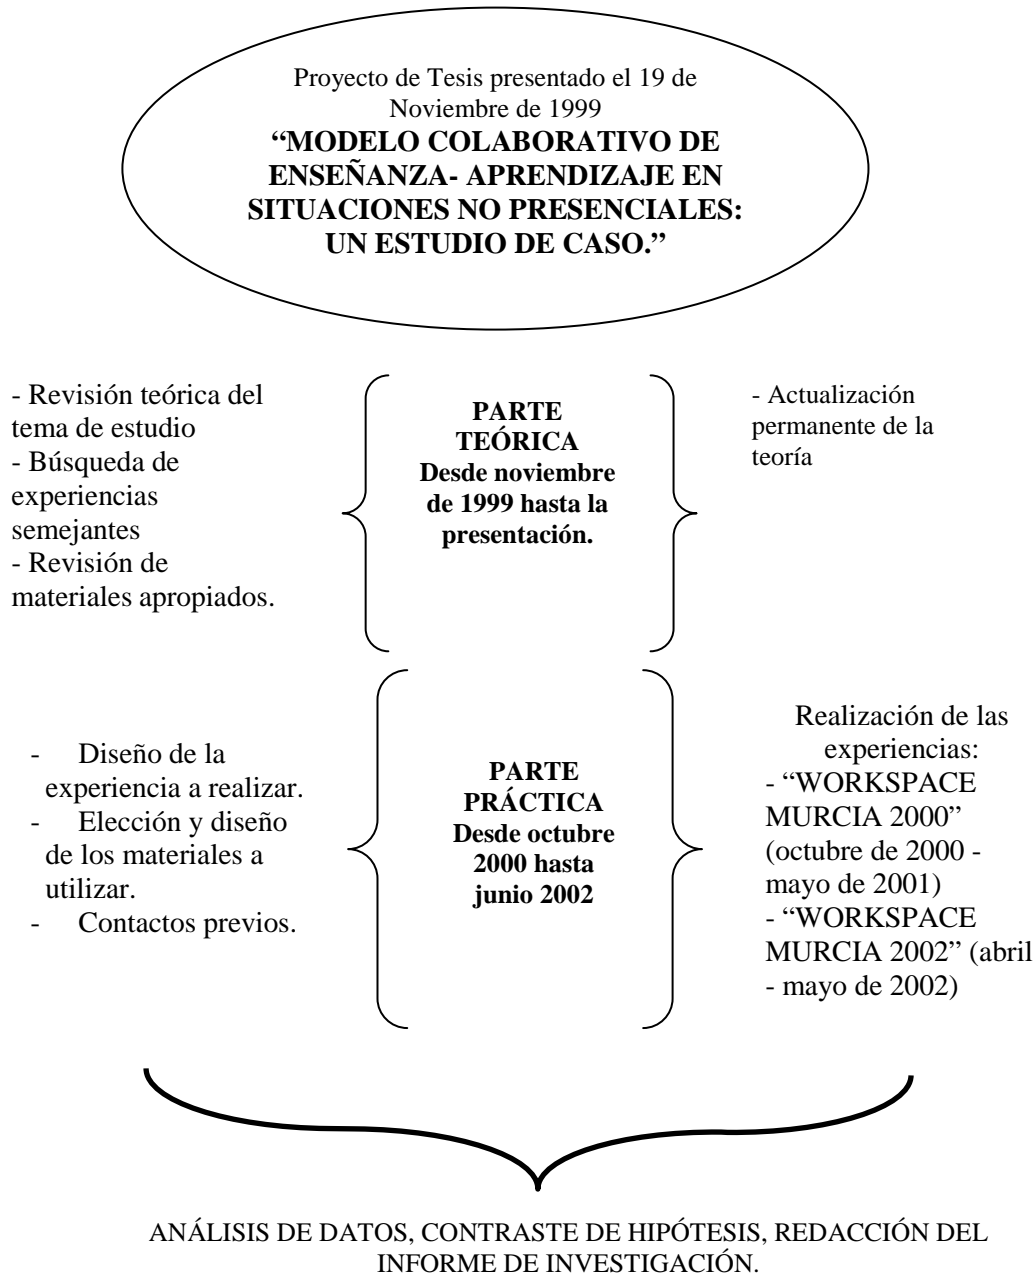 Proyecto de Tesis presentado el 19 de
Noviembre de 1999
“MODELO COLABORATIVO DE
ENSEÑANZA- APRENDIZAJE EN
SITUACIONES NO PRESENCIALES:
UN ESTUDIO DE CASO.”
- Revisión teórica del
tema de estudio
- Búsqueda de
experiencias
semejantes
- Revisión de
materiales apropiados.
PARTE
TEÓRICA
Desde noviembre
de 1999 hasta la
presentación.
- Actualización
permanente de la
teoría
- Diseño de la
experiencia a realizar.
- Elección y diseño
de los materiales a
utilizar.
- Contactos previos.
PARTE
PRÁCTICA
Desde octubre
2000 hasta
junio 2002
Realización de las
experiencias:
- “WORKSPACE
MURCIA 2000”
(octubre de 2000 -
mayo de 2001)
- “WORKSPACE
MURCIA 2002” (abril
- mayo de 2002)
ANÁLISIS DE DATOS, CONTRASTE DE HIPÓTESIS, REDACCIÓN DEL
INFORME DE INVESTIGACIÓN.